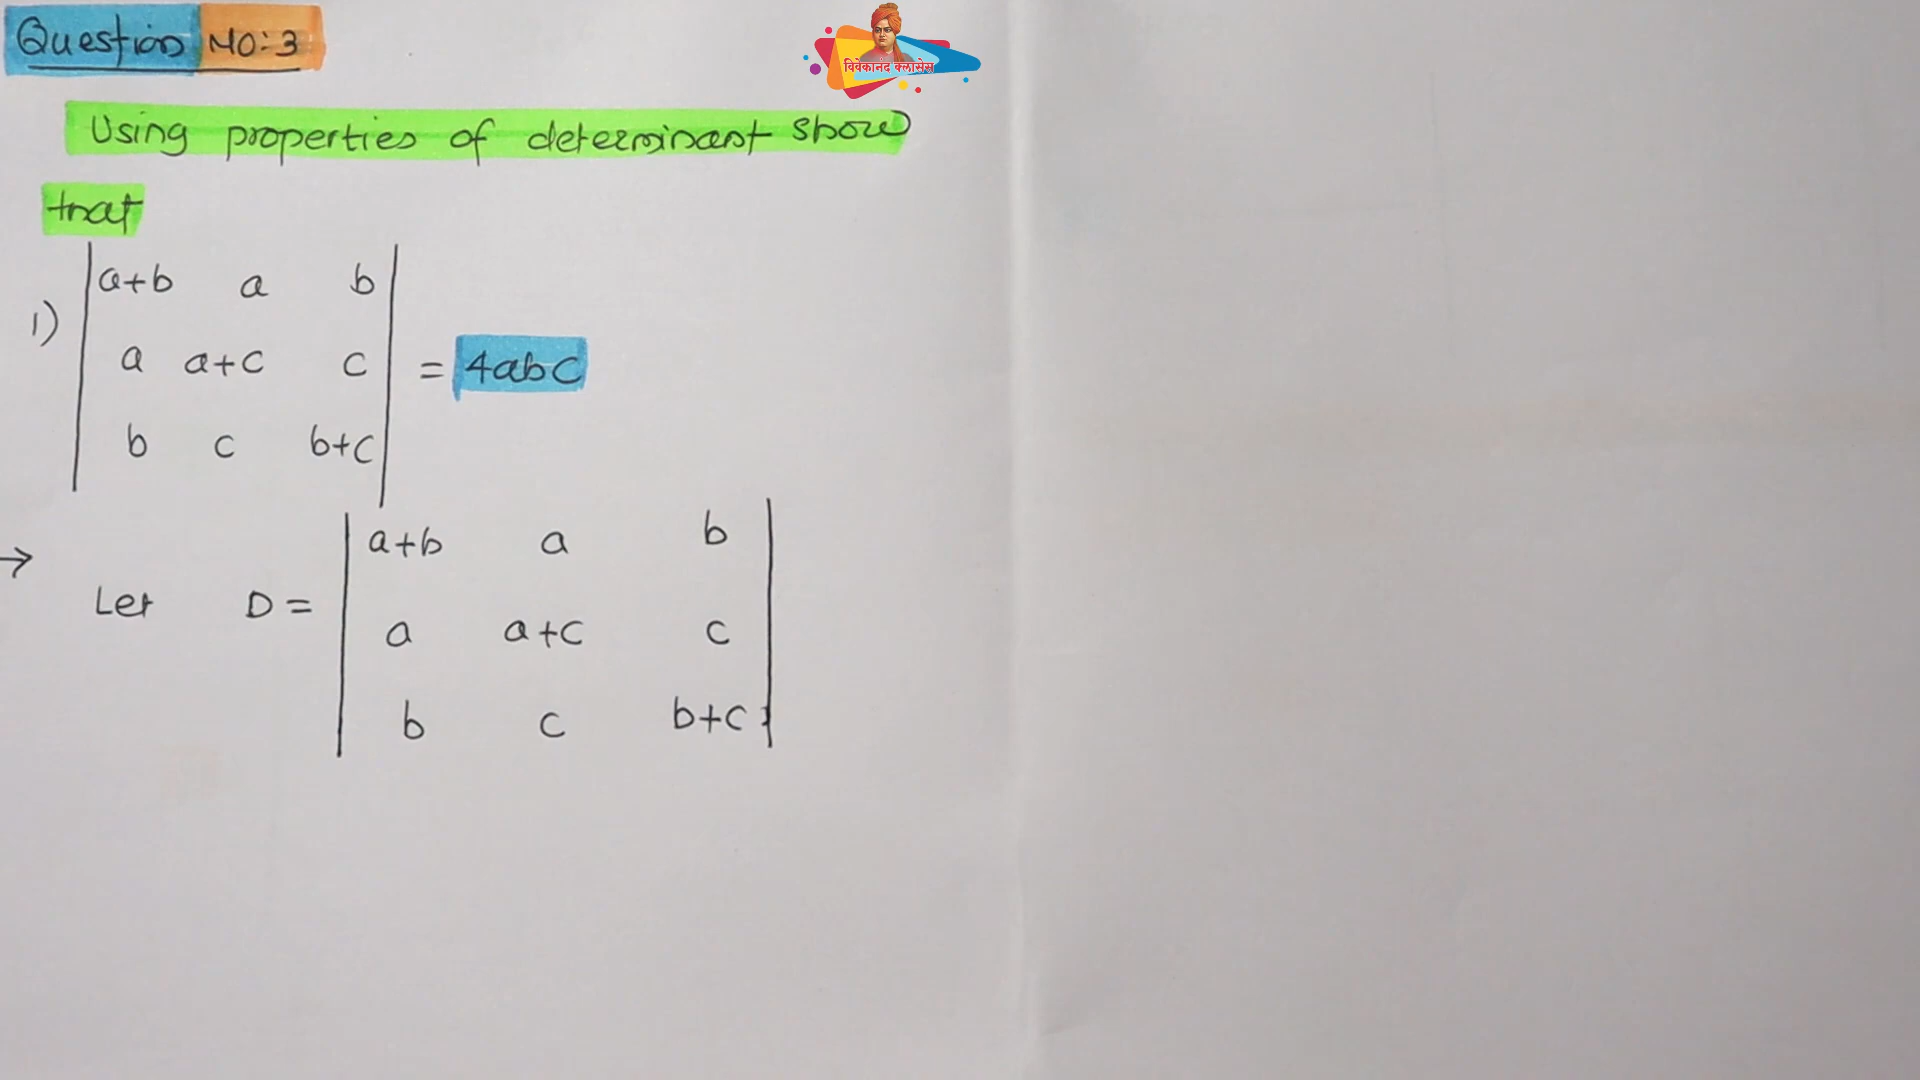 Question NO:3
विवेकानंद क्लासेस
Using properties of determinant show
that
1) | a+b a b |
| a a+c c | = 4abc
| b c b+c |
→ Let D = | a+b a b |
| a a+c c |
| b c b+c |